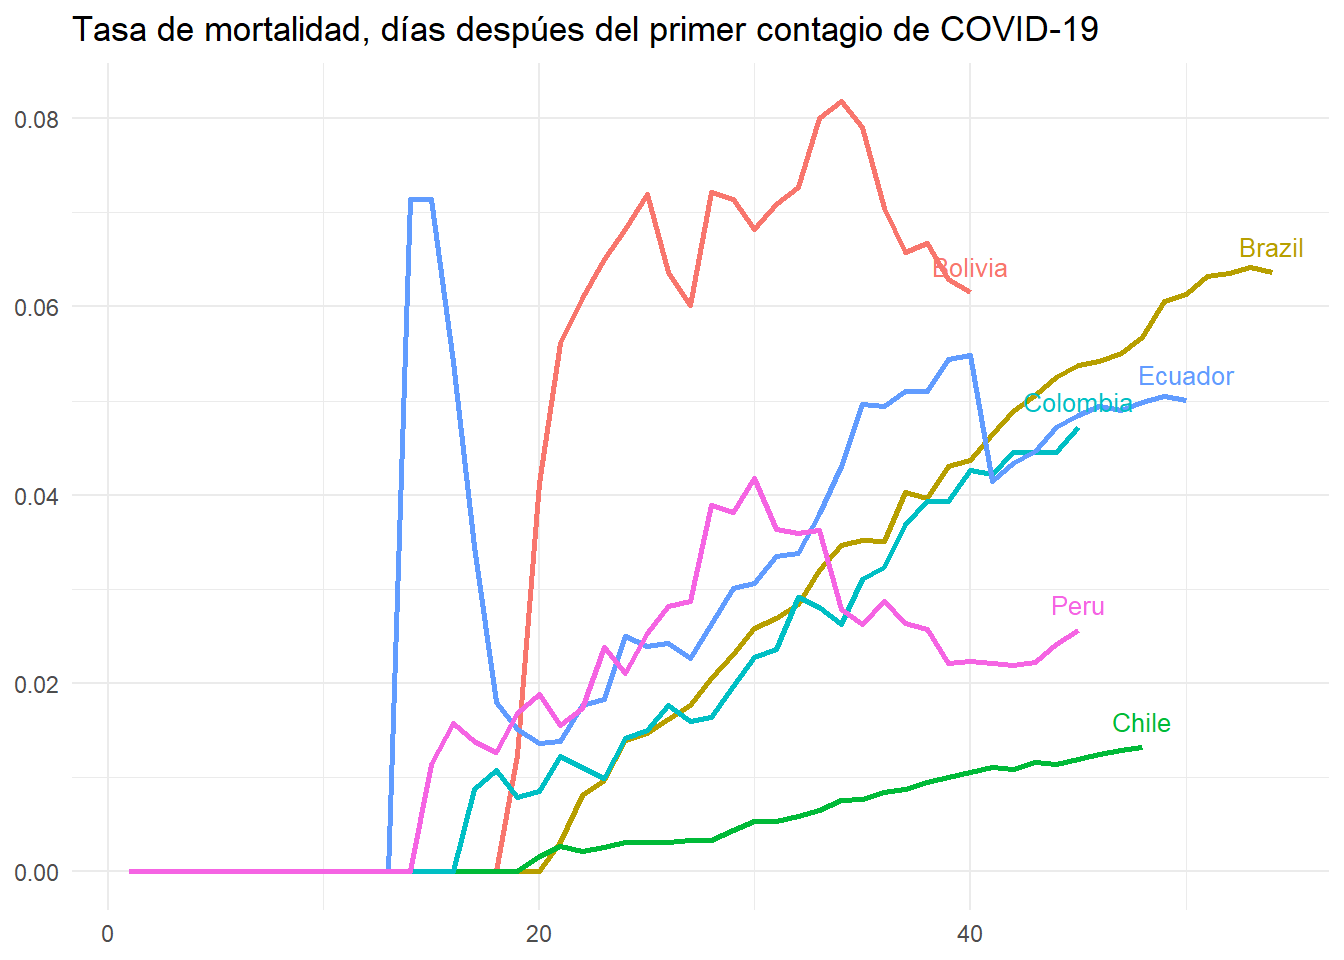 Tasa de mortalidad, días despúes del primer contagio de COVID-19
0.08
0.06
0.04
0.02
0.00
Brazil
Bolivia
Ecuador
Colombia
Peru
Chile
0
20
40